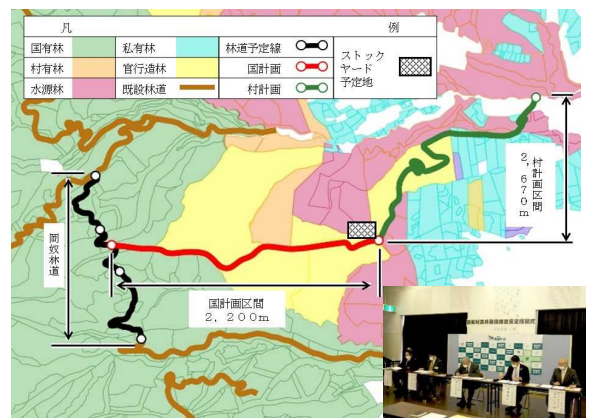 凡　例
国有林　私有林　林道予定線　ストックヤード予定地
村有林　官行造林　国計画
水源林　既設林道　村計画
村計画区間
2，670m
岡奴林道
国計画区間
2，200m